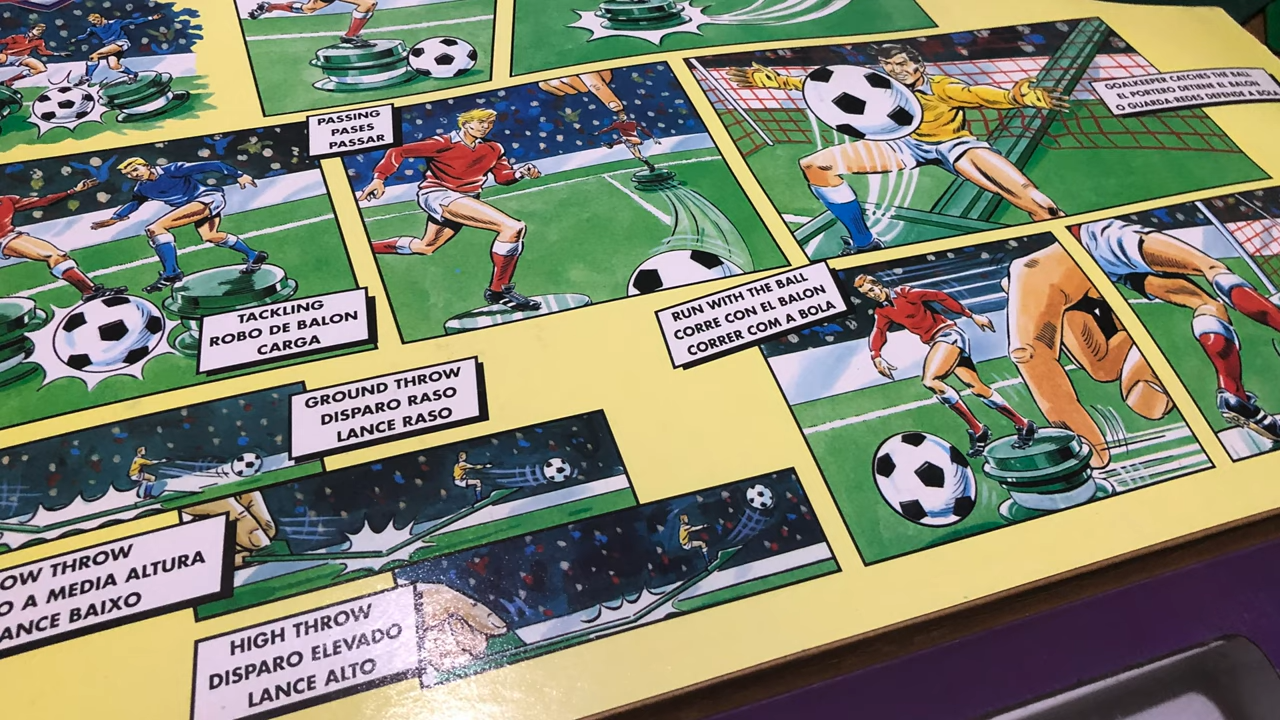 PASSING
PASES
PASSAR
GOALKEEPER CATCHES THE BALL
EL PORTERO DETIENE EL BALON
O GUARDA-REDES DEFENDE A BOLA
TACKLING
ROBO DE BALON
CARGA
RUN WITH THE BALL
CORRE CON EL BALON
CORRER COM A BOLA
GROUND THROW
DISPARO RASO
LANCE RASO
OW THROW
O A MEDIA ALTURA
ANCE BAIXO
HIGH THROW
DISPARO ELEVADO
LANCE ALTO